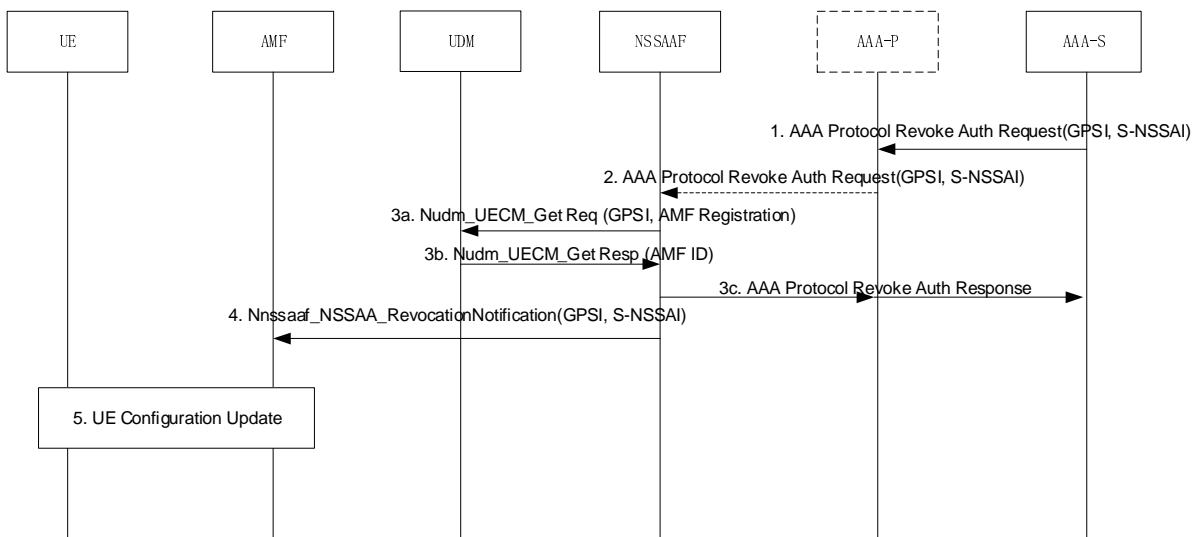 UE
AMF
UDM
NSSAAF
AAA-P
AAA-S
1. AAA Protocol Revoke Auth Request(GPSI, S-NSSAI)
2. AAA Protocol Revoke Auth Request(GPSI, S-NSSAI)
3a. Nudm_UECM_Get Req (GPSI, AMF Registration)
3b. Nudm_UECM_Get Resp (AMF ID)
3c. AAA Protocol Revoke Auth Response
4. Nnssaaf_NSSAA_RevocationNotification(GPSI, S-NSSAI)
5. UE Configuration Update